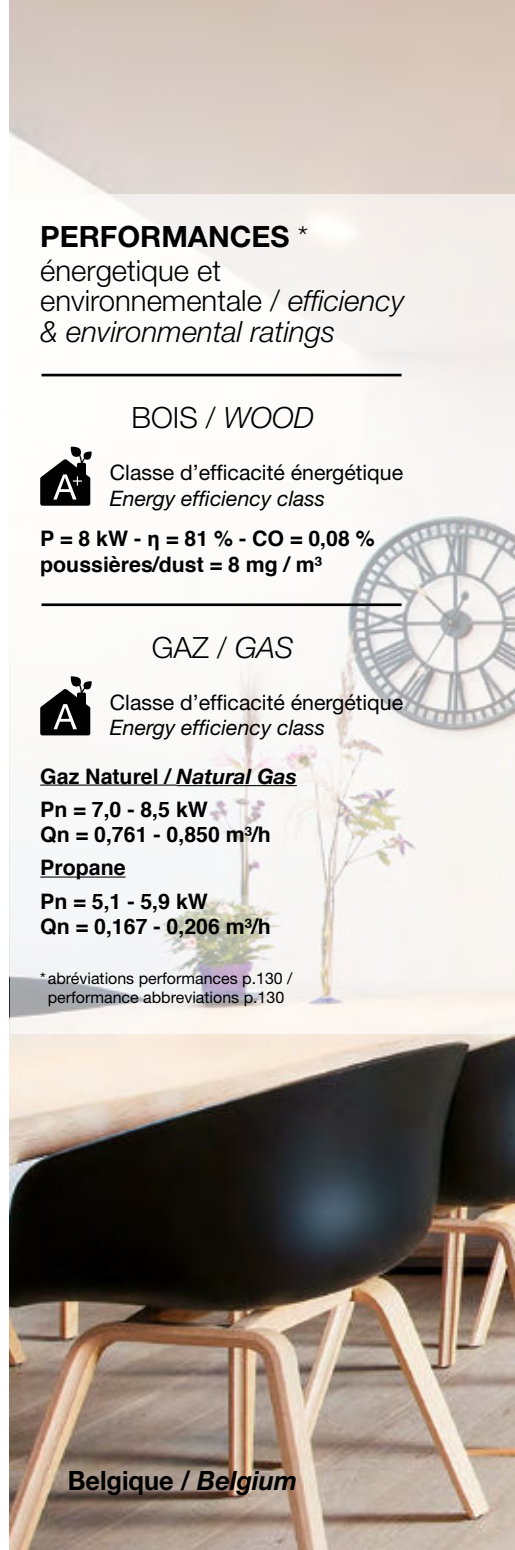 PERFORMANCES *
énergetique et
environnementale / efficiency
& environmental ratings
BOIS / WOOD
A+
Classe d'efficacité énergétique
Energy efficiency class
P = 8 kW - η = 81 % - CO = 0,08 %
poussières/dust = 8 mg / m³
GAZ / GAS
A
Classe d'efficacité énergétique
Energy efficiency class
Gaz Naturel / Natural Gas
Pn = 7,0 - 8,5 kW
Qn = 0,761 - 0,850 m³/h
Propane
Pn = 5,1 - 5,9 kW
Qn = 0,167 - 0,206 m³/h
* abréviations performances p.130 /
performance abbreviations p.130
Belgique / Belgium